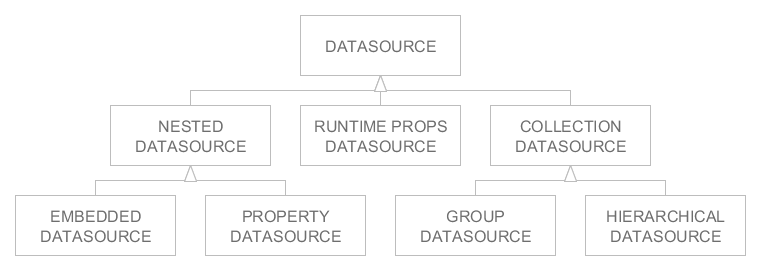 DATASOURCE
NESTED
DATASOURCE
RUNTIME PROPS
DATASOURCE
COLLECTION
DATASOURCE
EMBEDDED
DATASOURCE
PROPERTY
DATASOURCE
GROUP
DATASOURCE
HIERARCHICAL
DATASOURCE